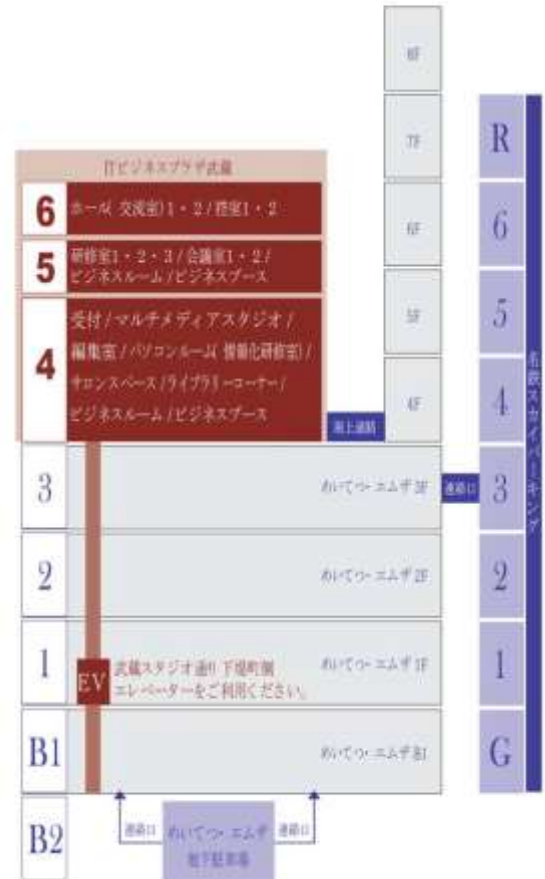 8F
7F
R
ITビジネスプラザ武蔵
6
ホール( 交流室) 1・2 / 控室1・2
6F
6
5
研修室1・2・3 / 会議室1・2 /
ビジネスルーム / ビジネスブース
5F
5
4
受付 / マルチメディアスタジオ /
編集室 / パソコンルーム( 情報化研修室) /
サロンスペース / ライブラリーコーナー /
ビジネスルーム / ビジネスブース
4F
4
名鉄スカイパーキング
3
めいてつ・エムザ 3F
連絡口
3
2
めいてつ・エムザ 2F
2
1
EV
武蔵スタジオ通り 下堤町側
エレベーターをご利用ください。
めいてつ・エムザ 1F
1
B1
めいてつ・エムザ B1
G
B2
連絡口
めいてつ・エムザ
地下駐車場
連絡口